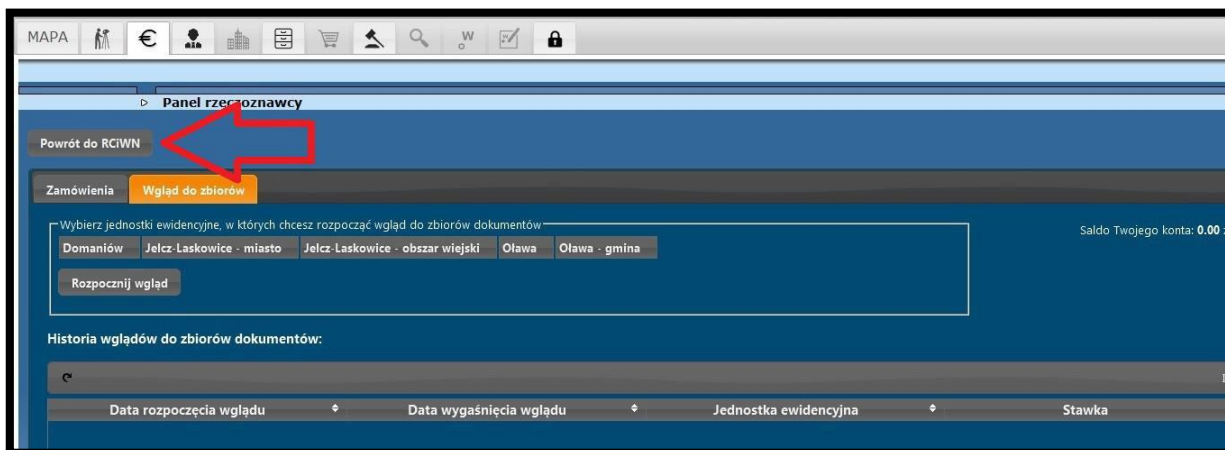 MAPA
Panel rzeczoznawcy
Powrót do RCiWN
Zamówienia Wgląd do zbiorów
Wybierz jednostki ewidencyjne, w których chcesz rozpocząć wgląd do zbiorów dokumentów
Saldo Twojego konta: 0.00
Domaniów Jelcz-Laskowice - miasto Jelcz-Laskowice - obszar wiejski Oława Oława - gmina
Rozpocznij wgląd
Historia wglądów do zbiorów dokumentów:
Data rozpoczęcia wglądu Data wygaśnięcia wglądu Jednostka ewidencyjna Stawka